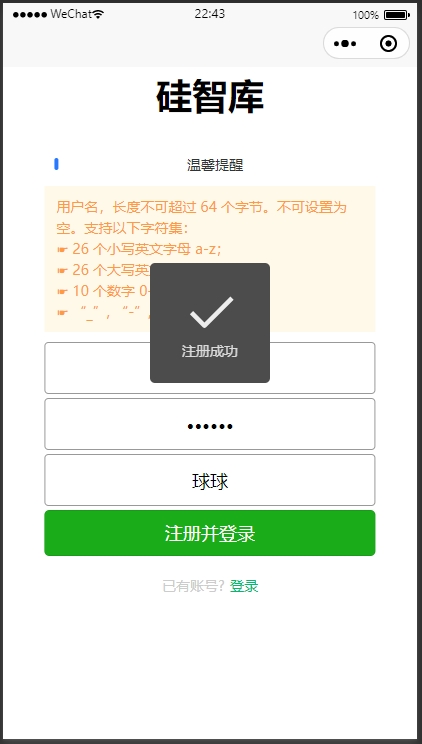 WeChat
22:43
100%
硅智库
温馨提醒
用户名，长度不可超过 64 个字节。不可设置为
空。支持以下字符集：
☛ 26 个小写英文字母 a-z；
☛ 26 个大写英
☛ 10 个数字 0-
☛ “_”，“-”，
注册成功
••••••
球球
注册并登录
已有账号? 登录